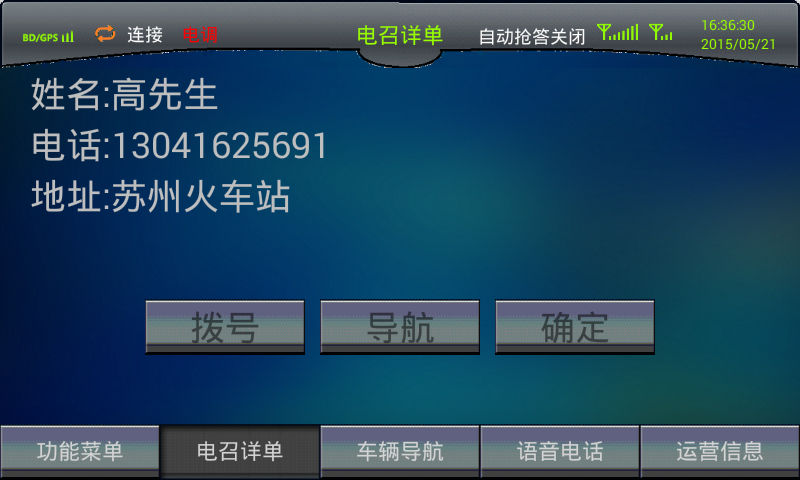 BD/GPS 连接 电调 电召详单 自动抢答关闭 16:36:30
2015/05/21
姓名:高先生
电话:13041625691
地址:苏州火车站
拨号 导航 确定
功能菜单 电召详单 车辆导航 语音电话 运营信息